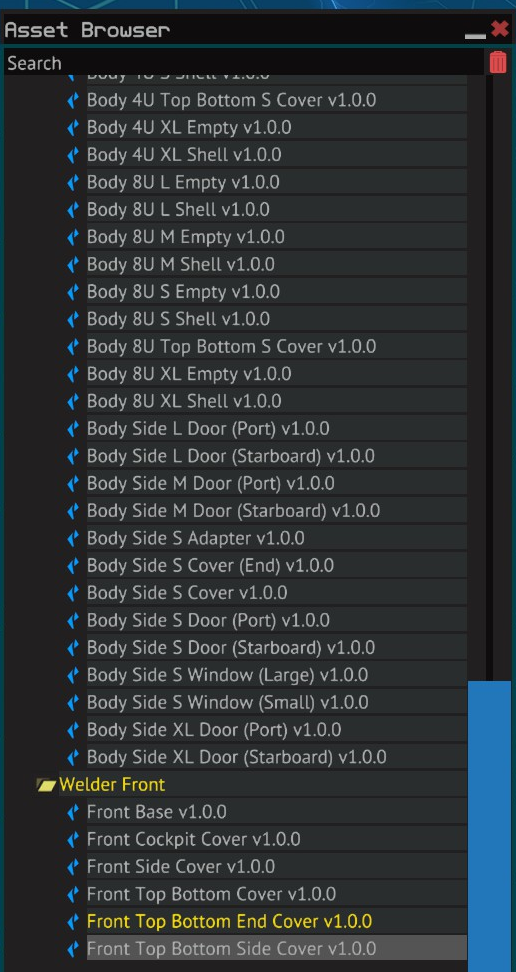 Asset Browser
Search
Body 4U S Shell v1.0.0
Body 4U Top Bottom S Cover v1.0.0
Body 4U XL Empty v1.0.0
Body 4U XL Shell v1.0.0
Body 8U L Empty v1.0.0
Body 8U L Shell v1.0.0
Body 8U M Empty v1.0.0
Body 8U M Shell v1.0.0
Body 8U S Empty v1.0.0
Body 8U S Shell v1.0.0
Body 8U Top Bottom S Cover v1.0.0
Body 8U XL Empty v1.0.0
Body 8U XL Shell v1.0.0
Body Side L Door (Port) v1.0.0
Body Side L Door (Starboard) v1.0.0
Body Side M Door (Port) v1.0.0
Body Side M Door (Starboard) v1.0.0
Body Side S Adapter v1.0.0
Body Side S Cover (End) v1.0.0
Body Side S Cover v1.0.0
Body Side S Door (Port) v1.0.0
Body Side S Door (Starboard) v1.0.0
Body Side S Window (Large) v1.0.0
Body Side S Window (Small) v1.0.0
Body Side XL Door (Port) v1.0.0
Body Side XL Door (Starboard) v1.0.0
Welder Front
Front Base v1.0.0
Front Cockpit Cover v1.0.0
Front Side Cover v1.0.0
Front Top Bottom Cover v1.0.0
Front Top Bottom End Cover v1.0.0
Front Top Bottom Side Cover v1.0.0